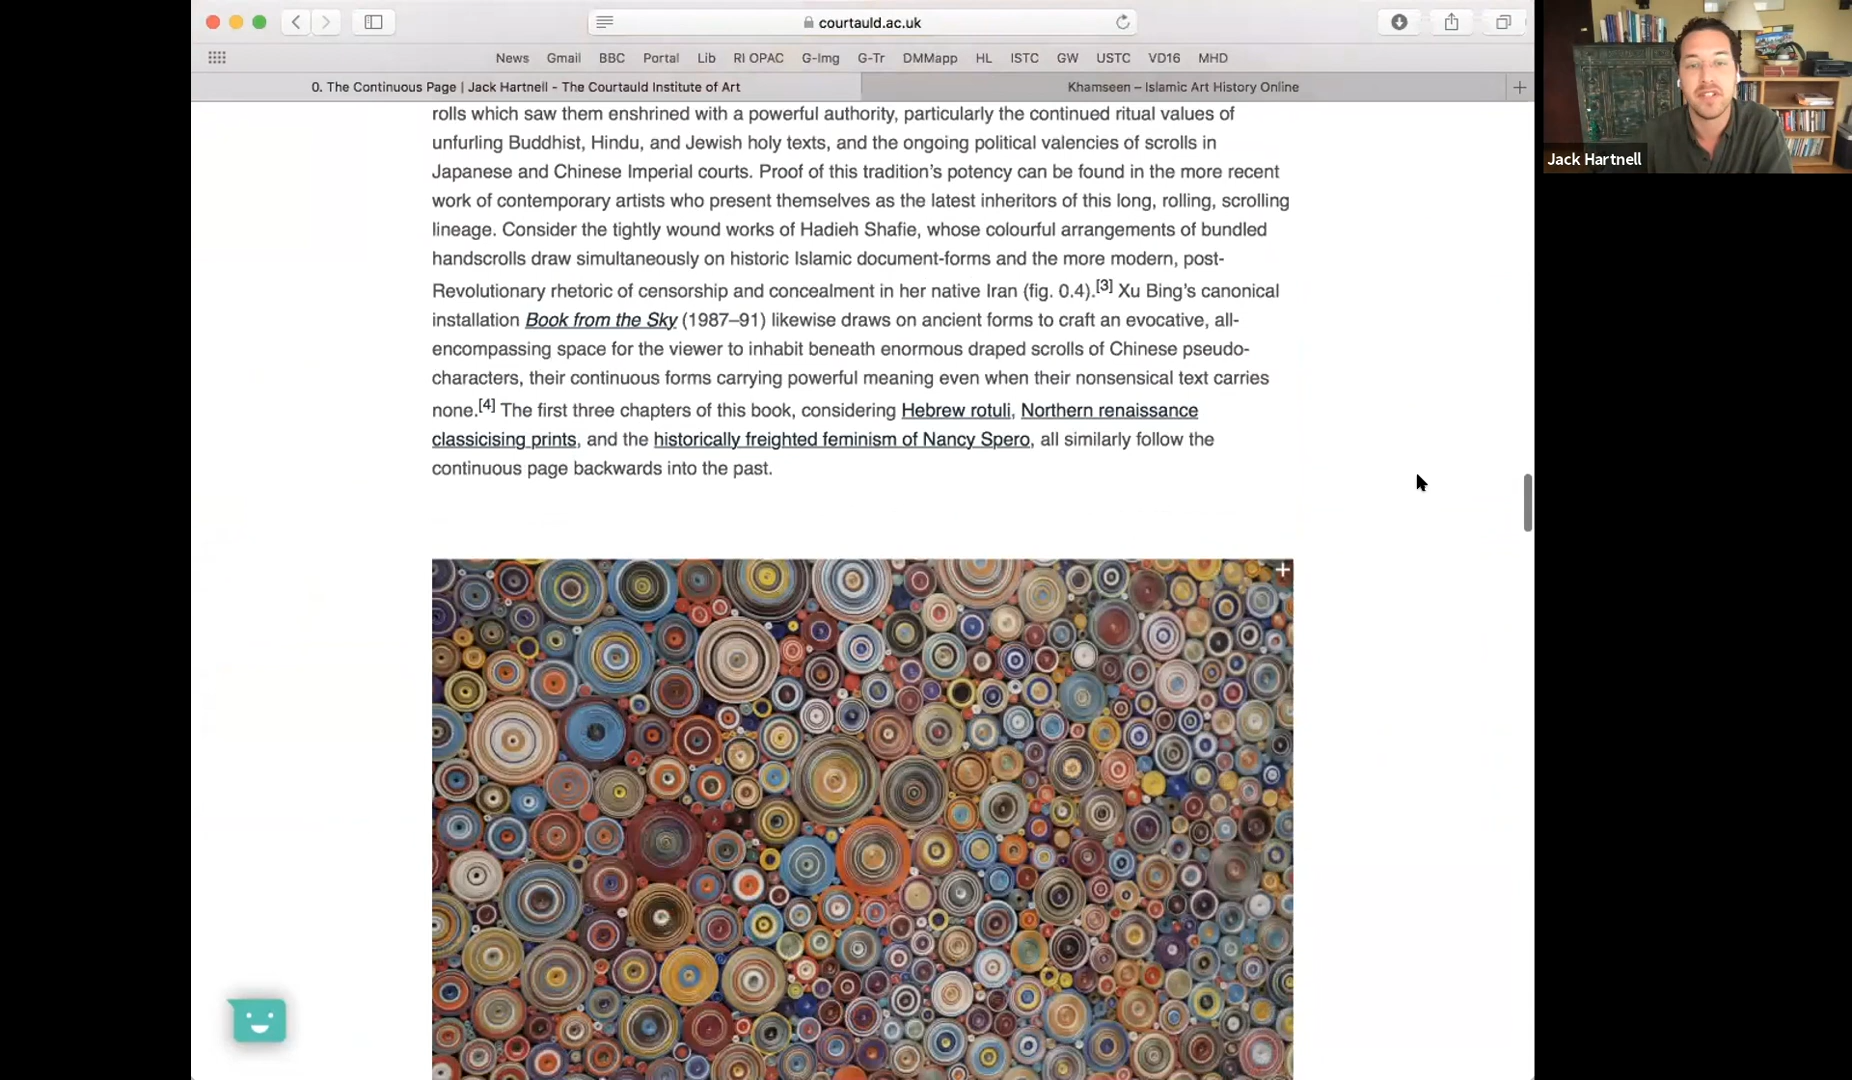 courtauld.ac.uk
News Gmail BBC Portal Lib RI OPAC G-Img G-Tr DMMapp HL ISTC GW USTC VD16 MHD
0. The Continuous Page | Jack Hartnell - The Courtauld Institute of Art
Khamseen – Islamic Art History Online
Jack Hartnell
rolls which saw them enshrined with a powerful authority, particularly the continued ritual values of
unfurling Buddhist, Hindu, and Jewish holy texts, and the ongoing political valencies of scrolls in
Japanese and Chinese Imperial courts. Proof of this tradition’s potency can be found in the more recent
work of contemporary artists who present themselves as the latest inheritors of this long, rolling, scrolling
lineage. Consider the tightly wound works of Hadieh Shafie, whose colourful arrangements of bundled
handscrolls draw simultaneously on historic Islamic document-forms and the more modern, post-
Revolutionary rhetoric of censorship and concealment in her native Iran (fig. 0.4).[3] Xu Bing’s canonical
installation Book from the Sky (1987–91) likewise draws on ancient forms to craft an evocative, all-
encompassing space for the viewer to inhabit beneath enormous draped scrolls of Chinese pseudo-
characters, their continuous forms carrying powerful meaning even when their nonsensical text carries
none.[4] The first three chapters of this book, considering Hebrew rotuli, Northern renaissance
classicising prints, and the historically freighted feminism of Nancy Spero, all similarly follow the
continuous page backwards into the past.